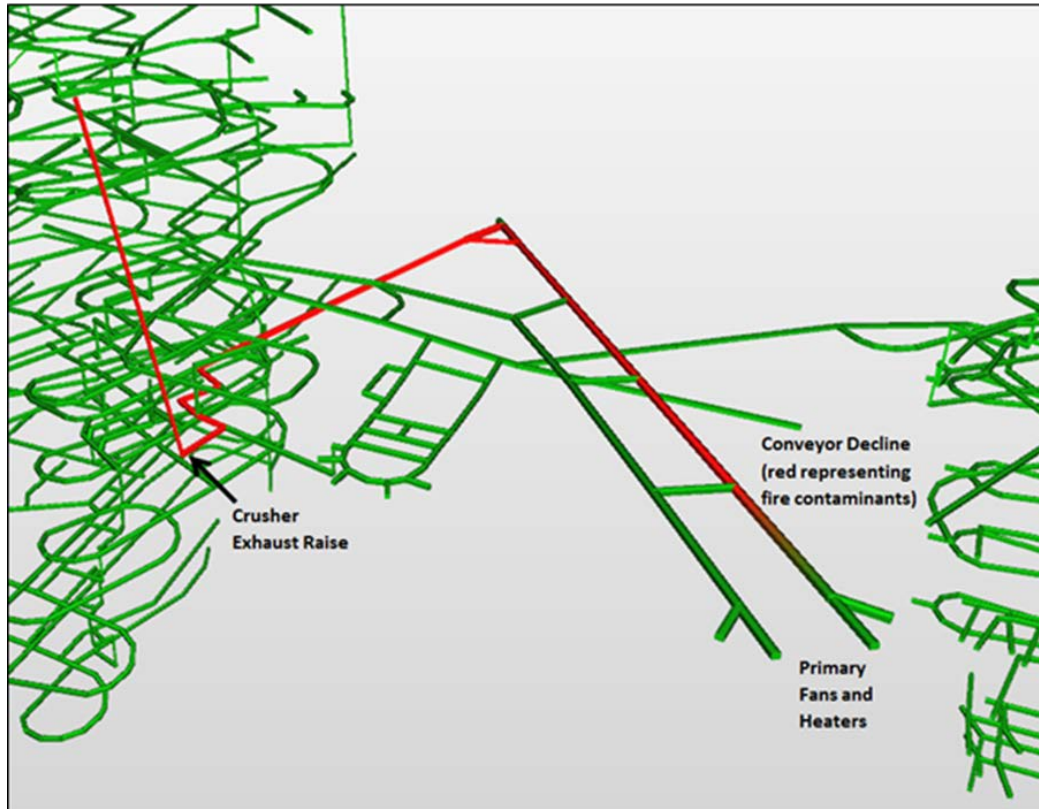 Conveyor Decline
(red representing
fire contaminants)
Crusher
Exhaust Raise
Primary
Fans and
Heaters